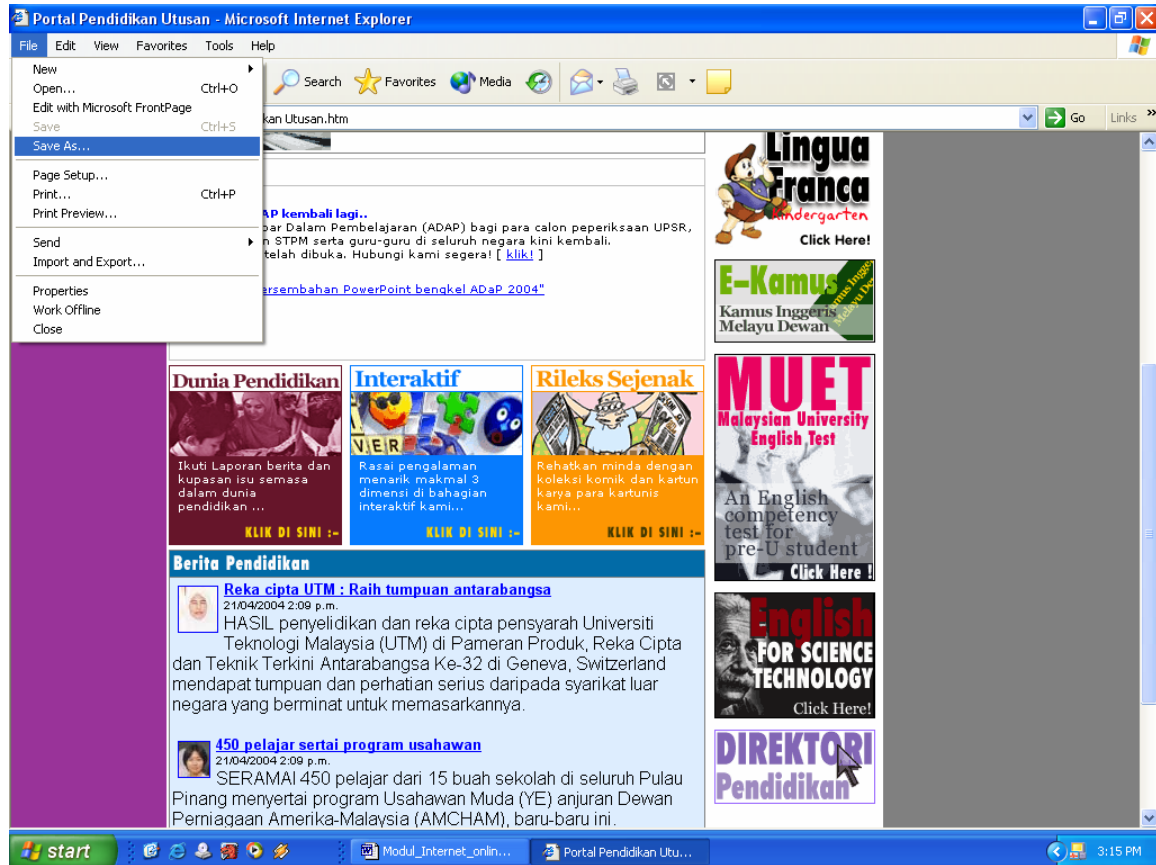 Portal Pendidikan Utusan - Microsoft Internet Explorer
File Edit View Favorites Tools Help
New
Open... Ctrl+O
Edit with Microsoft FrontPage
Save Ctrl+S
Save As...
Page Setup...
Print... Ctrl+P
Print Preview...
Send
Import and Export...
Properties
Work Offline
Close
Search Favorites Media
kan Utusan.htm
Go Links »
AP kembali lagi..
bar Dalam Pembelajaran (ADAP) bagi para calon peperiksaan UPSR,
n STPM serta guru-guru di seluruh negara kini kembali.
telah dibuka. Hubungi kami segera! [ klik! ]
ersembahan PowerPoint bengkel ADaP 2004"
Dunia Pendidikan
Ikuti Laporan berita dan
kupasan isu semasa
dalam dunia
pendidikan ...
KLIK DI SINI :-
Interaktif
VER
Rasai pengalaman
menarik makmal 3
dimensi di bahagian
interaktif kami...
KLIK DI SINI :-
Rileks Sejenak
Rehatkan minda dengan
koleksi komik dan kartun
karya para kartunis
kami...
KLIK DI SINI :-
Berita Pendidikan
Reka cipta UTM : Raih tumpuan antarabangsa
21/04/2004 2:09 p.m.
HASIL penyelidikan dan reka cipta pensyarah Universiti
Teknologi Malaysia (UTM) di Pameran Produk, Reka Cipta
dan Teknik Terkini Antarabangsa Ke-32 di Geneva, Switzerland
mendapat tumpuan dan perhatian serius daripada syarikat luar
negara yang berminat untuk memasarkannya.
450 pelajar sertai program usahawan
21/04/2004 2:09 p.m.
SERAMAI 450 pelajar dari 15 buah sekolah di seluruh Pulau
Pinang menyertai program Usahawan Muda (YE) anjuran Dewan
Perniagaan Amerika-Malaysia (AMCHAM), baru-baru ini.
Lingua
Franca
Kindergarten
Click Here!
E-Kamus
Kamus Inggeris
Melayu Dewan
Kamus Inggeris
Melayu Dewan
MUET
Malaysian University
English Test
An English
competency
test for
pre-U student
Click Here !
English
FOR SCIENCE
TECHNOLOGY
Click Here!
DIREKTORI
Pendidikan
start
Modul_Internet_onlin...
Portal Pendidikan Utu...
3:15 PM